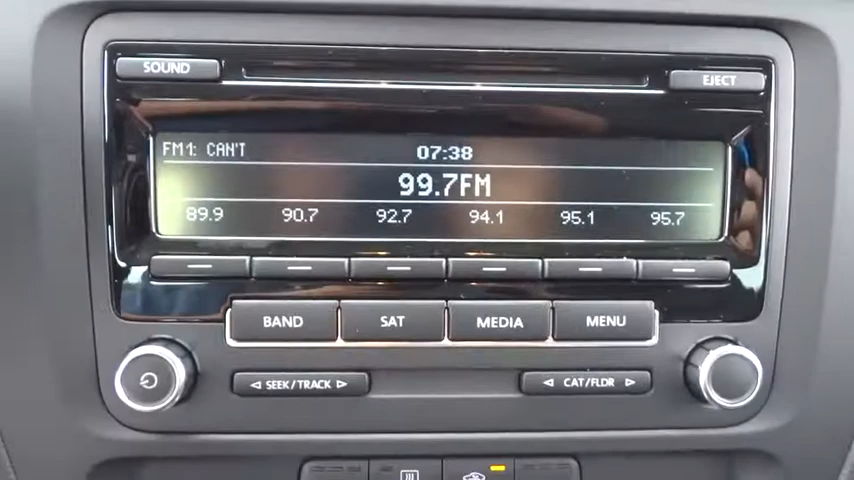 SOUND EJECT
FM1: CAN'T 07:38
99.7FM
89.9 90.7 92.7 94.1 95.1 95.7
BAND SAT MEDIA MENU
◁ SEEK/TRACK ▷ ◁ CAT/FLDR ▷